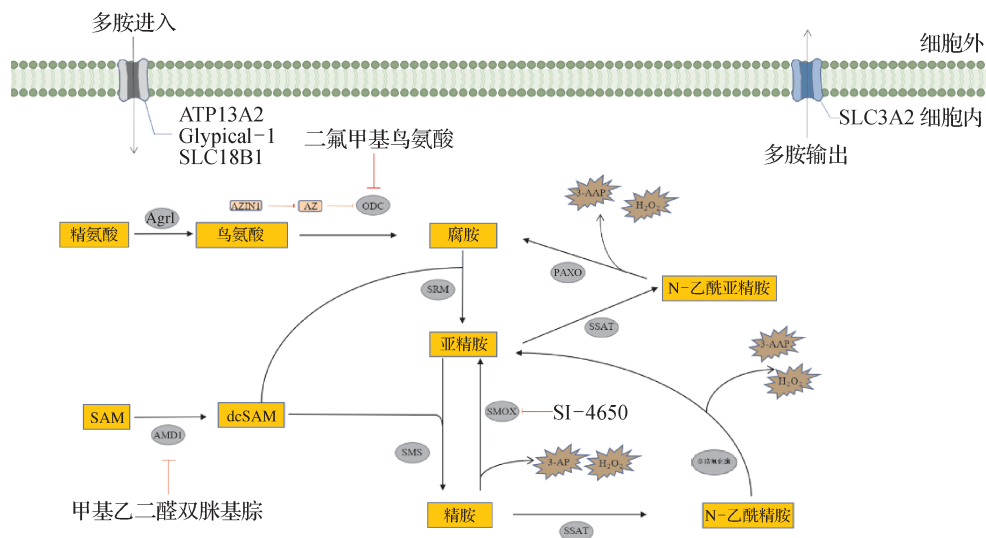 多胺进入
细胞外
ATP13A2
Glypical-1
SLC18B1
SLC3A2 细胞内
二氟甲基鸟氨酸
多胺输出
3-AAP
H₂O₂
AZIN1
AZ
ODC
Agrl
精氨酸
鸟氨酸
腐胺
PAXO
N-乙酰亚精胺
SRM
SSAT
亚精胺
3-AAP
H₂O₂
SAM
dcSAM
SMOX
SI-4650
AMD1
SMS
3-AP
H₂O₂
甲基乙二醛双脒基腙
精胺
SSAT
N-乙酰精胺